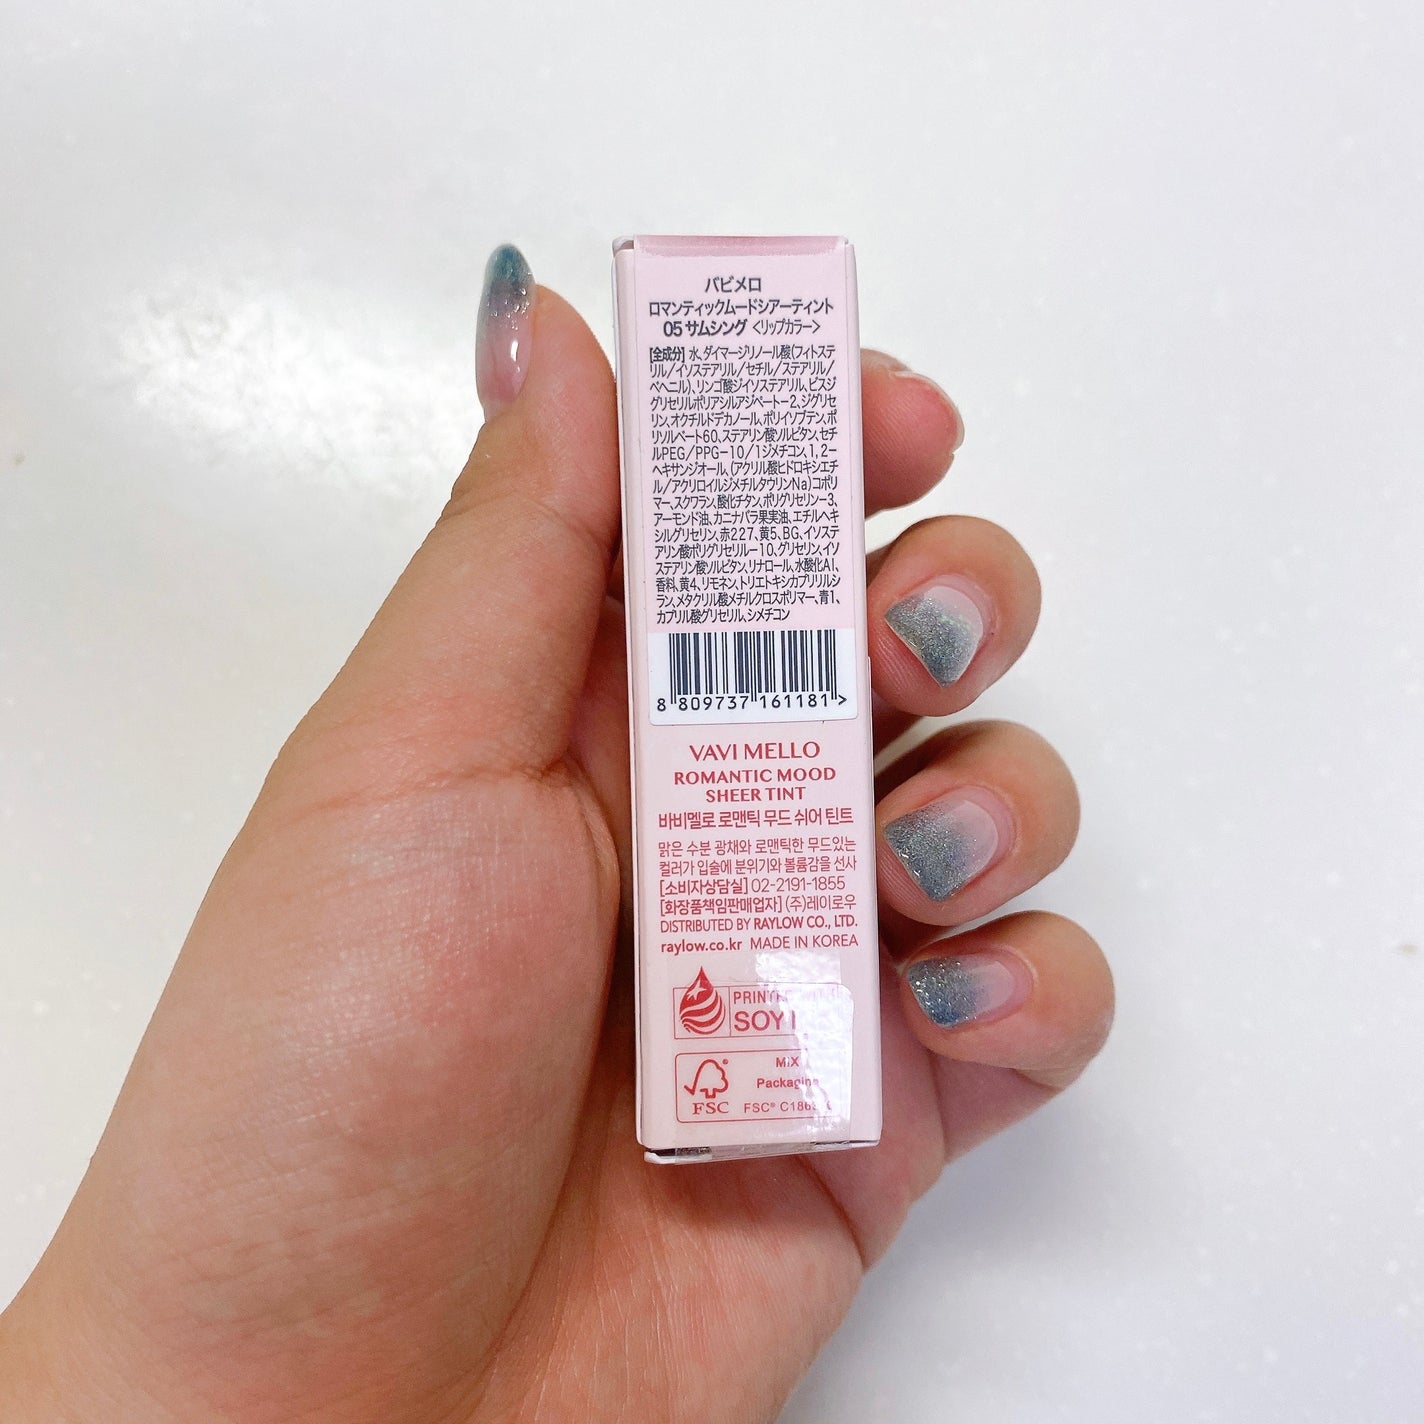 バビメロ
ロマンティックムードシアーティント
05 サムシング <リップカラー>
[全成分] 水、ダイマージリノール酸(フィトステ
リル/イソステアリル/セチル/ステアリル/
ベヘニル)、リンゴ酸ジイソステアリル、ビスジ
グリセリルポリアシルアジペート-2、ジグリセ
リン、オクチルドデカノール、ポリイソブテン、ポ
リソルベート60、ステアリン酸ソルビタン、セチ
ルPEG/PPG-10/1ジメチコン、1,2-
ヘキサンジオール、(アクリル酸ヒドロキシエチ
ル/アクリロイルジメチルタウリンNa)コポリ
マー、スクワラン、酸化チタン、ポリグリセリン-3、
アーモンド油、カニナバラ果実油、エチルヘキ
シルグリセリン、赤227、黄5、BG、イソステ
アリン酸ポリグリセリル-10、グリセリン、イソ
ステアリン酸ソルビタン、リナロール、水酸化Al、
香料、黄4、リモネン、トリエトキシカプリリルシ
ラン、メタクリル酸メチルクロスポリマー、青1、
カプリル酸グリセリル、シメチコン
8 809737 161181 >
VAVI MELLO
ROMANTIC MOOD
SHEER TINT
바비멜로 로맨틱 무드 쉬어 틴트
맑은 수분 광채와 로맨틱한 무드있는
컬러가 입술에 분위기와 볼륨감을 선사
[소비자상담실] 02-2191-1855
[화장품책임판매업자] (주)레이로우
DISTRIBUTED BY RAYLOW CO., LTD.
raylow.co.kr MADE IN KOREA
PRINTED WITH
SOY
MIX
Packaging
FSC
FSC®